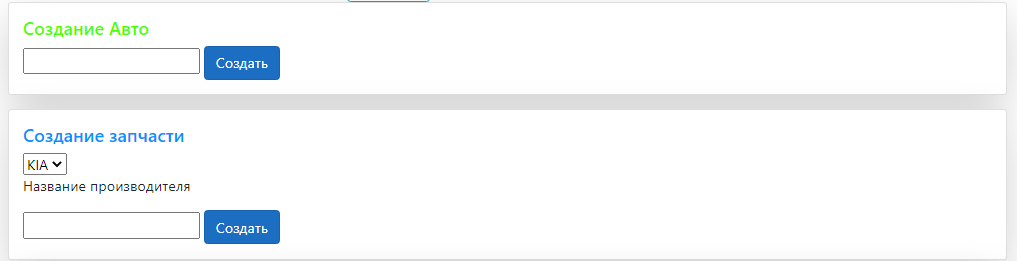 Создание Авто
Создать
Создание запчасти
KIA
Название производителя
Создать